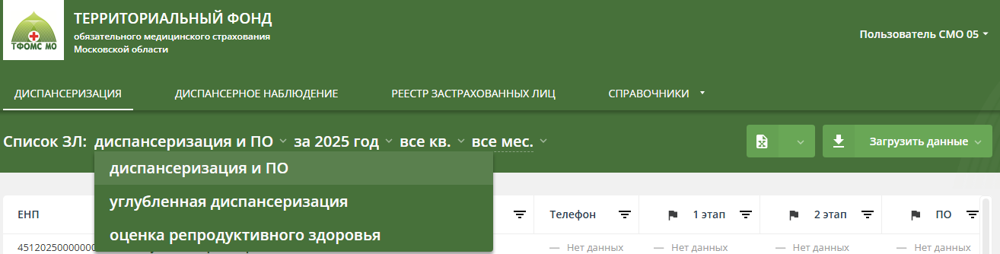 ТФОМС МО
ТЕРРИТОРИАЛЬНЫЙ ФОНД
обязательного медицинского страхования
Московской области
Пользователь СМО 05
ДИСПАНСЕРИЗАЦИЯ ДИСПАНСЕРНОЕ НАБЛЮДЕНИЕ РЕЕСТР ЗАСТРАХОВАННЫХ ЛИЦ СПРАВОЧНИКИ
Список ЗЛ: диспансеризация и ПО за 2025 год все кв. все мес. Загрузить данные
диспансеризация и ПО
углубленная диспансеризация
оценка репродуктивного здоровья
ЕНП Телефон 1 этап 2 этап ПО
— Нет данных — Нет данных — Нет данных — Нет данных